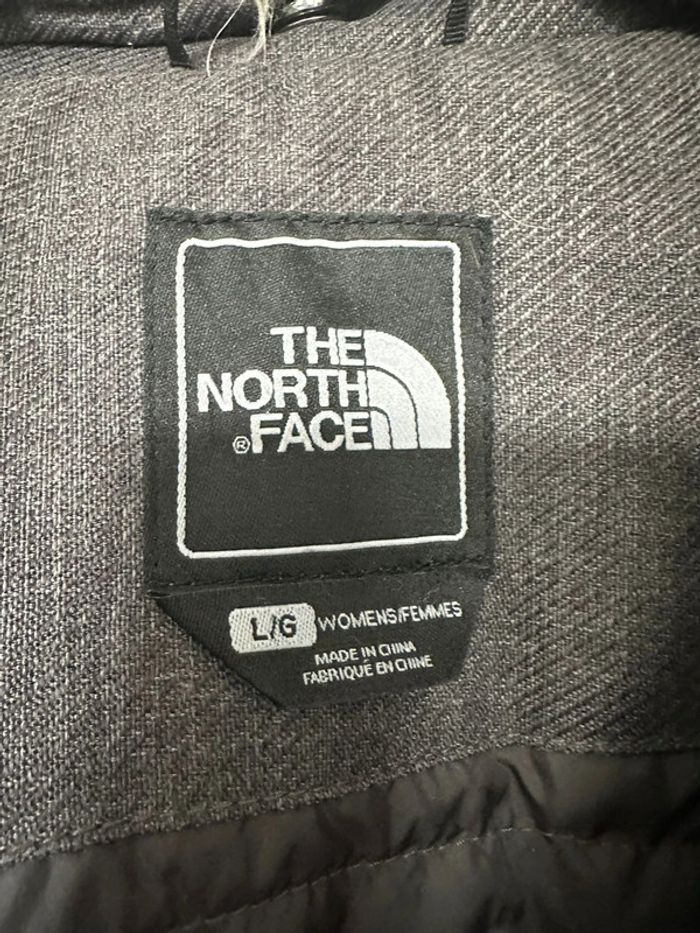 THE
NORTH
® FACE
L/G WOMENS/FEMMES
MADE IN CHINA
FABRIQUÉ EN CHINE